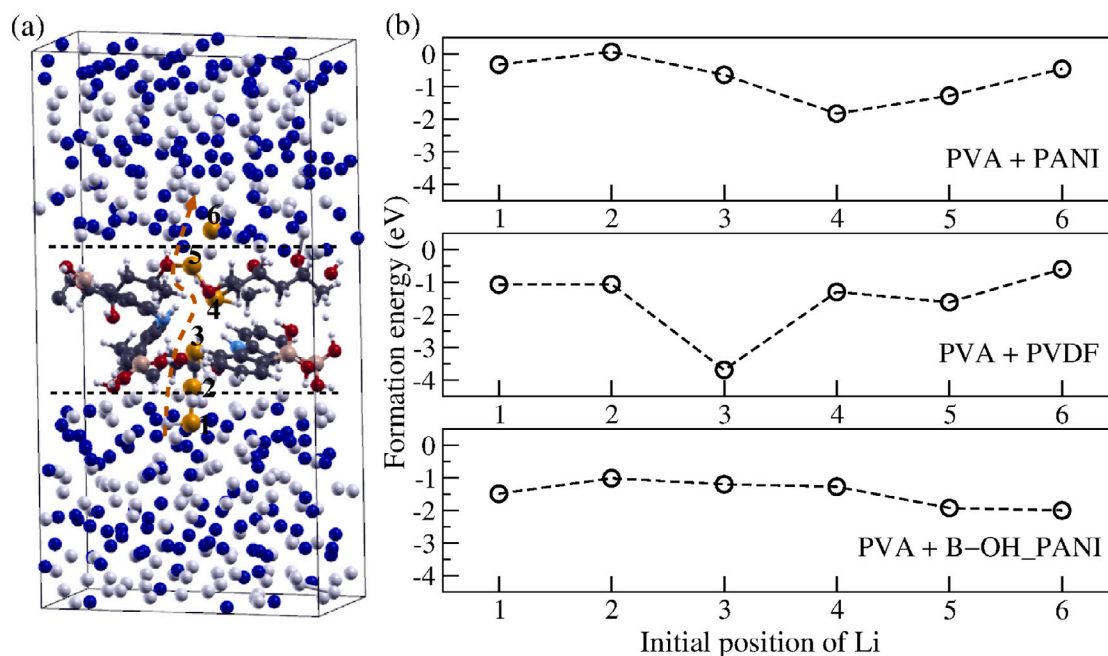 (a)
6
5
4
3
2
1
(b)
Formation energy (eV)
0
-1
-2
-3
-4
PVA + PANI
1 2 3 4 5 6
0
-1
-2
-3
-4
PVA + PVDF
1 2 3 4 5 6
0
-1
-2
-3
-4
PVA + B−OH_PANI
1 2 3 4 5 6
Initial position of Li